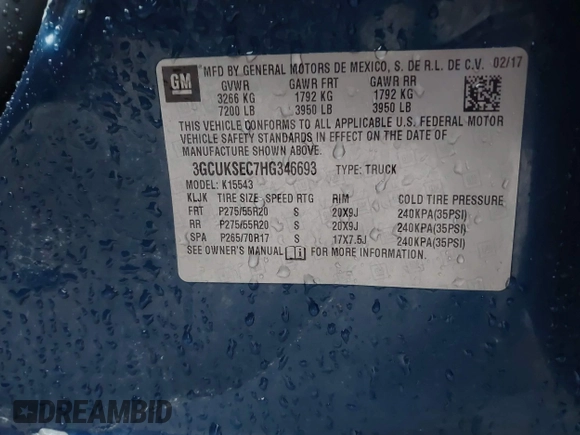 GM MFD BY GENERAL MOTORS DE MEXICO, S. DE R.L. DE C.V. 02/17
GVWR GAWR FRT GAWR RR
3266 KG 1792 KG 1792 KG
7200 LB 3950 LB 3950 LB
THIS VEHICLE CONFORMS TO ALL APPLICABLE U.S. FEDERAL MOTOR
VEHICLE SAFETY STANDARDS IN EFFECT ON THE DATE OF
MANUFACTURE SHOWN ABOVE.
3GCUKSEC7HG346693 TYPE: TRUCK
MODEL: K15543
KLJK TIRE SIZE SPEED RTG RIM COLD TIRE PRESSURE
FRT P275/55R20 S 20X9J 240KPA(35PSI)
RR P275/55R20 S 20X9J 240KPA(35PSI)
SPA P265/70R17 S 17X7.5J 240KPA(35PSI)
SEE OWNER'S MANUAL FOR MORE INFORMATION.
DREAMBID